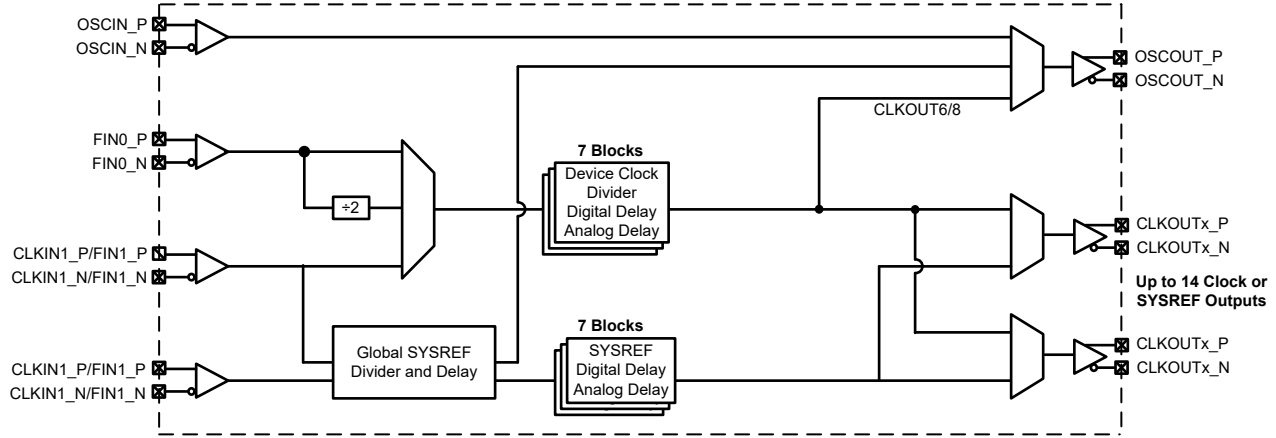 OSCIN_P
OSCIN_N
OSCOUT_P
OSCOUT_N
CLKOUT6/8
FIN0_P
FIN0_N
÷2
7 Blocks
Device Clock
Divider
Digital Delay
Analog Delay
CLKIN1_P/FIN1_P
CLKIN1_N/FIN1_N
CLKOUTx_P
CLKOUTx_N
Up to 14 Clock or
SYSREF Outputs
7 Blocks
Global SYSREF
Divider and Delay
SYSREF
Digital Delay
Analog Delay
CLKIN1_P/FIN1_P
CLKIN1_N/FIN1_N
CLKOUTx_P
CLKOUTx_N